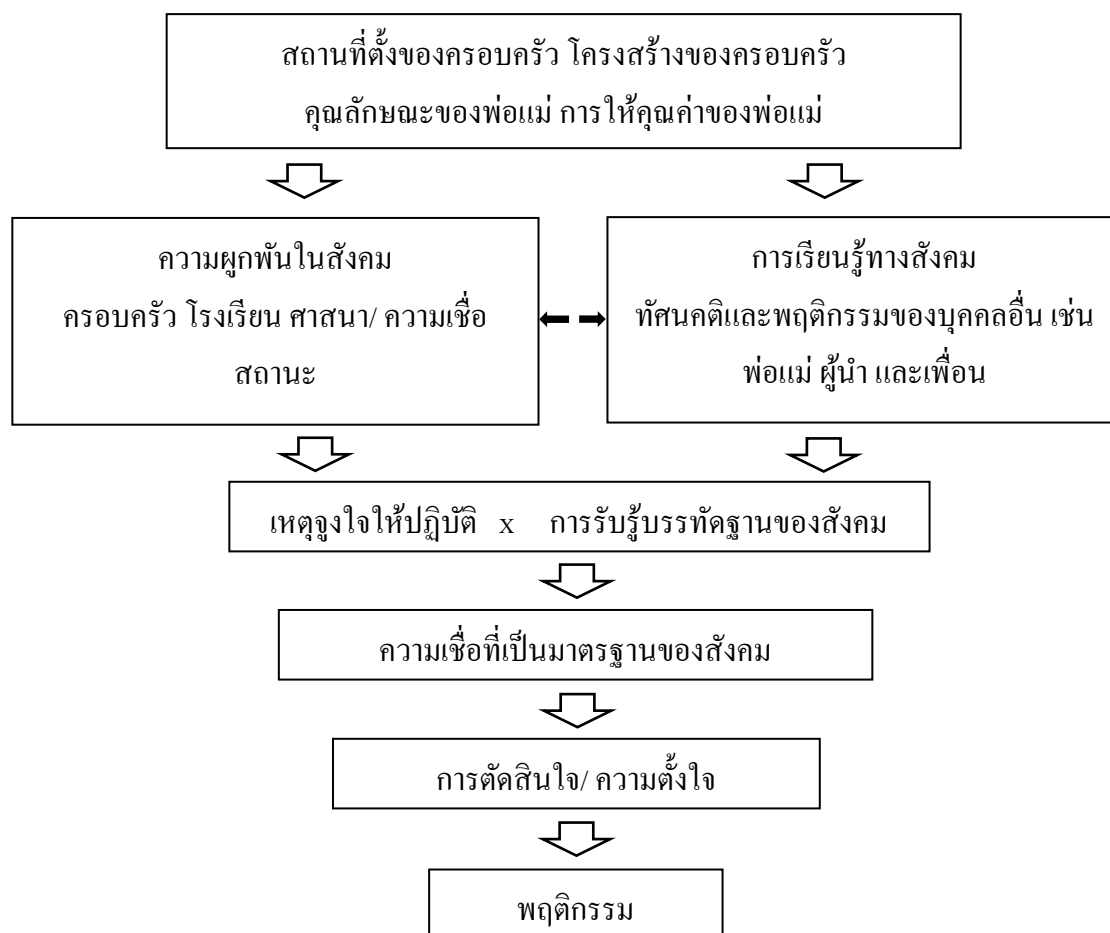 สถานที่ตั้งของครอบครัว โครงสร้างของครอบครัว
คุณลักษณะของพ่อแม่ การให้คุณค่าของพ่อแม่
ความผูกพันในสังคม
ครอบครัว โรงเรียน ศาสนา/ ความเชื่อ
สถานะ
การเรียนรู้ทางสังคม
ทัศนคติและพฤติกรรมของบุคคลอื่น เช่น
พ่อแม่ ผู้นำ และเพื่อน
เหตุจูงใจให้ปฏิบัติ x การรับรู้บรรทัดฐานของสังคม
ความเชื่อที่เป็นมาตรฐานของสังคม
การตัดสินใจ/ ความตั้งใจ
พฤติกรรม